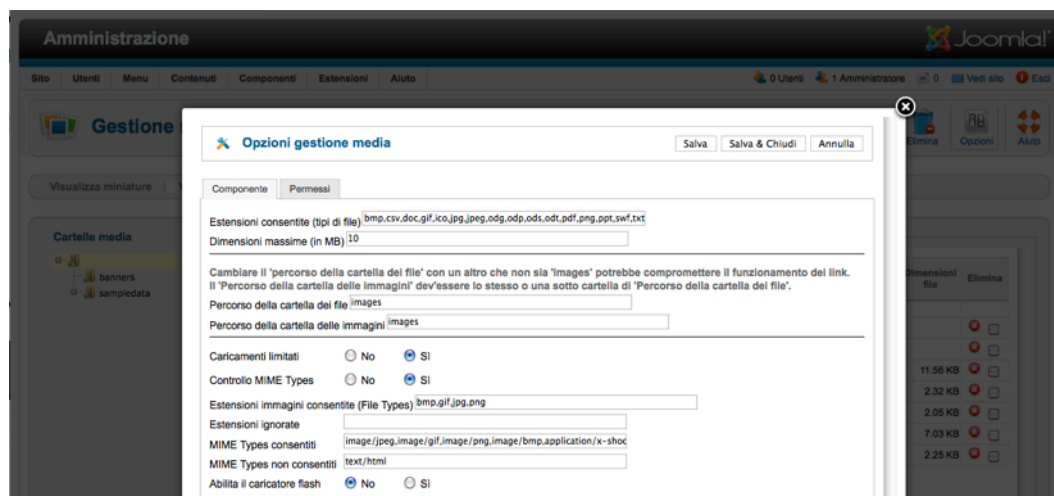 Amministrazione
Joomla!
Sito Utenti Menu Contenuti Componenti Estensioni Aiuto 0 Utenti 1 Amministratore 0 Vedi sito Esci
Gestione
Elimina Opzioni Aiuto
Opzioni gestione media
Salva Salva & Chiudi Annulla
Visualizza miniature
Componente Permessi
Estensioni consentite (tipi di file) bmp,csv,doc,gif,ico,jpg,jpeg,odg,odp,ods,odt,pdf,png,ppt,swf,txt
Dimensioni massime (in MB) 10
Cartelle media
banners
sampledata
Cambiare il 'percorso della cartella dei file' con un altro che non sia 'images' potrebbe compromettere il funzionamento dei link.
Il 'Percorso della cartella delle immagini' dev'essere lo stesso o una sotto cartella di 'Percorso della cartella dei file'.
Dimensioni file Elimina
Percorso della cartella dei file images
Percorso della cartella delle immagini images
Caricamenti limitati No Sì
Controllo MIME Types No Sì
11.56 KB
2.32 KB
2.05 KB
7.03 KB
2.25 KB
Estensioni immagini consentite (File Types) bmp,gif,jpg,png
Estensioni ignorate
MIME Types consentiti image/jpeg,image/gif,image/png,image/bmp,application/x-shoc
MIME Types non consentiti text/html
Abilita il caricatore flash No Sì